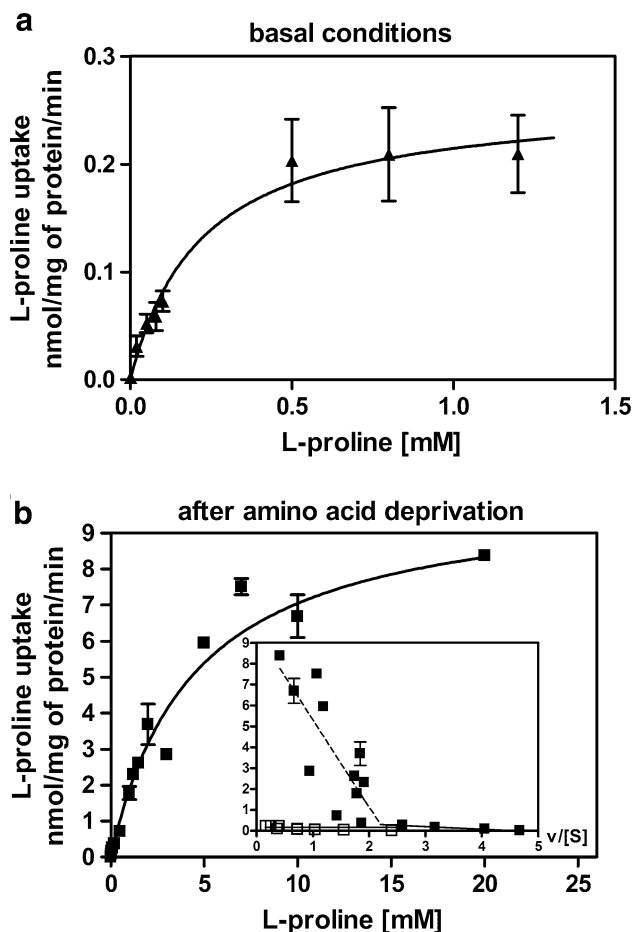 a
basal conditions
L-proline uptake
nmol/mg of protein/min
0.3
0.2
0.1
0.0
0.0 0.5 1.0 1.5
L-proline [mM]
b
after amino acid deprivation
L-proline uptake
nmol/mg of protein/min
9
8
7
6
5
4
3
2
1
0
9
8
7
6
5
4
3
2
1
0
0 1 2 3 4 5
v/[S]
0 5 10 15 20 25
L-proline [mM]